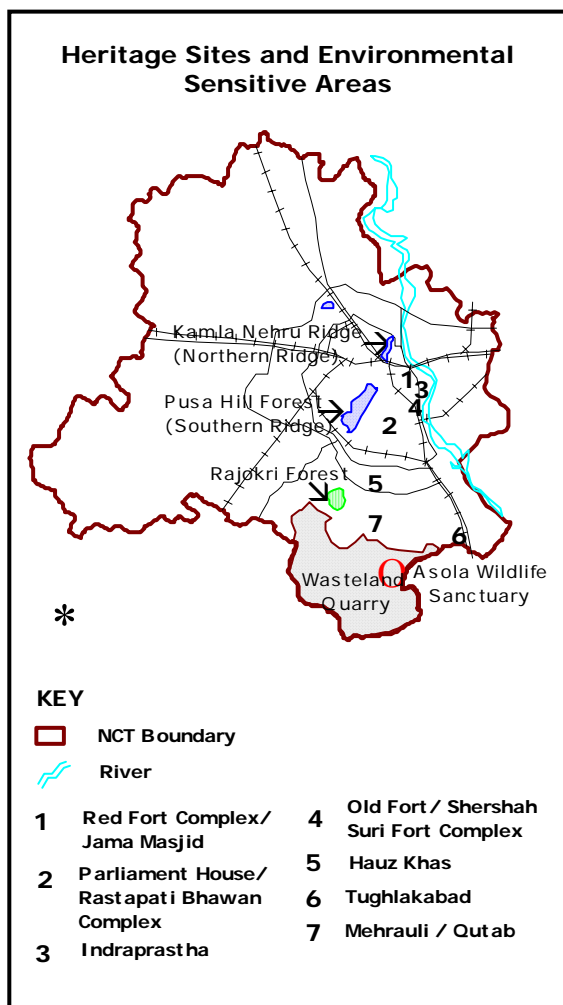 Heritage Sites and Environmental
Sensitive Areas
Kamla Nehru Ridge
(Northern Ridge)
Pusa Hill Forest
(Southern Ridge)
Rajokri Forest
1
3
4
2
5
7
6
Wasteland
Quarry
O
Asola Wildlife
Sanctuary
*
KEY
NCT Boundary
River
1 Red Fort Complex/
Jama Masjid
2 Parliament House/
Rastapati Bhawan
Complex
3 Indraprastha
4 Old Fort/ Shershah
Suri Fort Complex
5 Hauz Khas
6 Tughlakabad
7 Mehrauli / Qutab